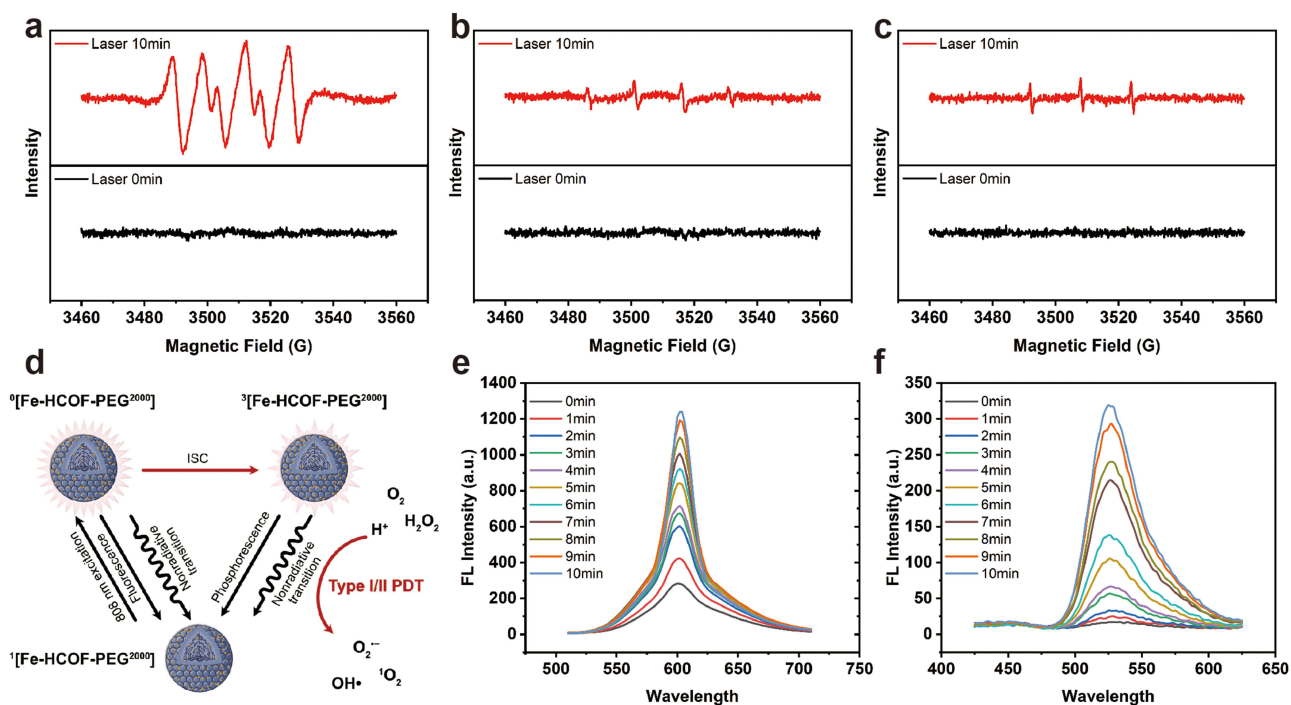 a
Laser 10min
Laser 0min
Intensity
3460 3480 3500 3520 3540 3560
Magnetic Field (G)
b
Laser 10min
Laser 0min
Intensity
3460 3480 3500 3520 3540 3560
Magnetic Field (G)
c
Laser 10min
Laser 0min
Intensity
3460 3480 3500 3520 3540 3560
Magnetic Field (G)
d
⁰[Fe-HCOF-PEG²⁰⁰⁰]
³[Fe-HCOF-PEG²⁰⁰⁰]
ISC
808 nm excitation
Fluorescence
Nonradiative
transition
Phosphorescence
Nonradiative
transition
O₂
H⁺
H₂O₂
Type I/II PDT
¹[Fe-HCOF-PEG²⁰⁰⁰]
O₂•−
¹O₂
OH•
e
1400
1200
1000
800
600
400
200
0
FL Intensity (a.u.)
0min
1min
2min
3min
4min
5min
6min
7min
8min
9min
10min
500 550 600 650 700 750
Wavelength
f
350
300
250
200
150
100
50
0
FL Intensity (a.u.)
0min
1min
2min
3min
4min
5min
6min
7min
8min
9min
10min
400 450 500 550 600 650
Wavelength